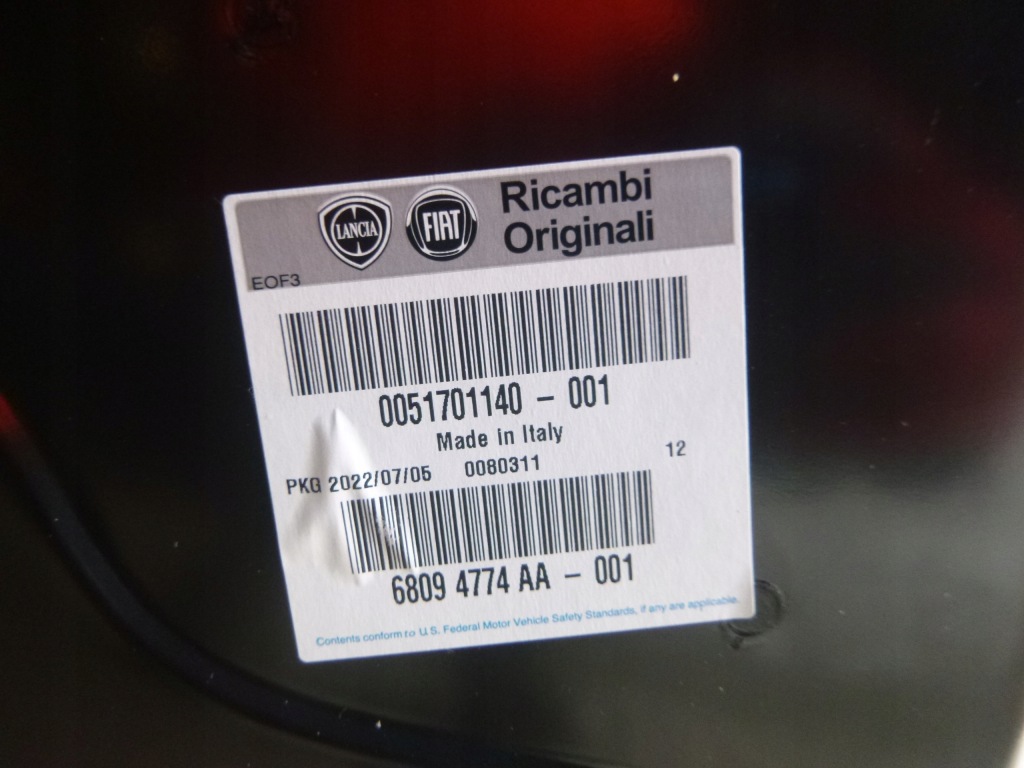 LANCIA FIAT Ricambi
Originali
EOF3
0051701140 - 001
Made in Italy
PKG 2022/07/05 0080311 12
6809 4774 AA - 001
Contents conform to U.S. Federal Motor Vehicle Safety Standards, if any are applicable.